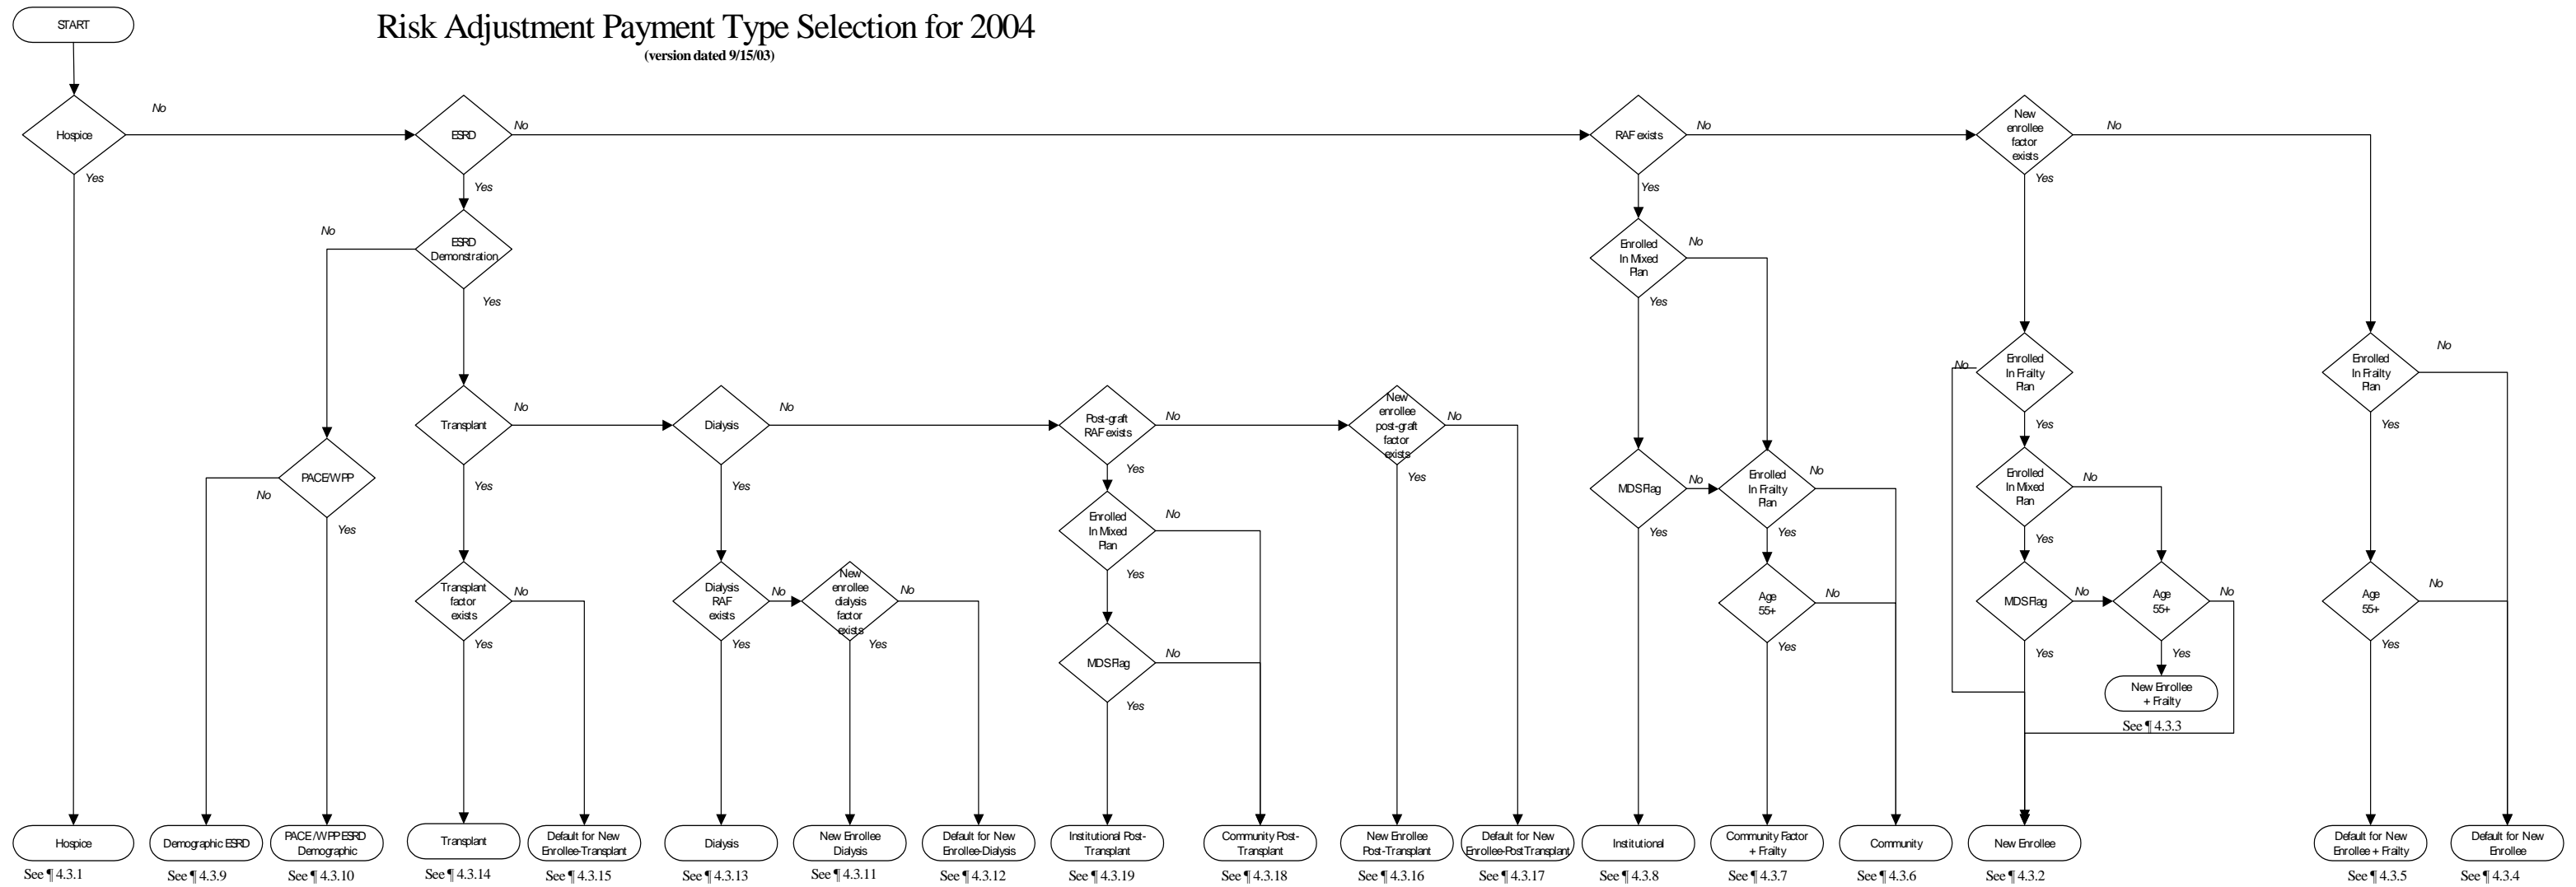 START
Risk Adjustment Payment Type Selection for 2004
(version dated 9/15/03)
Hospice
No
Yes
ESRD
No
Yes
RAF exists
No
Yes
New
enrollee
factor
exists
No
Yes
ESRD
Demonstration
No
Yes
Enrolled
In Mixed
Plan
No
Yes
Enrolled
In Frailty
Plan
No
Yes
Enrolled
In Frailty
Plan
No
Yes
Transplant
No
Yes
Dialysis
No
Yes
Post-graft
RAF exists
No
Yes
New
enrollee
post-graft
factor
exists
No
Yes
PACE/WPP
No
Yes
MDS Flag
No
Yes
Enrolled
In Frailty
Plan
No
Yes
Enrolled
In Mixed
Plan
No
Yes
Enrolled
In Mixed
Plan
No
Yes
Transplant
factor
exists
No
Yes
Dialysis
RAF
exists
No
Yes
New
enrollee
dialysis
factor
exists
No
Yes
Age
55+
No
Yes
MDS Flag
No
Yes
Age
55+
No
Yes
Age
55+
No
Yes
MDS Flag
No
Yes
New Enrollee
+ Frailty
See ¶ 4.3.3
Hospice
See ¶ 4.3.1
Demographic ESRD
See ¶ 4.3.9
PACE /WPP ESRD
Demographic
See ¶ 4.3.10
Transplant
See ¶ 4.3.14
Default for New
Enrollee-Transplant
See ¶ 4.3.15
Dialysis
See ¶ 4.3.13
New Enrollee
Dialysis
See ¶ 4.3.11
Default for New
Enrollee-Dialysis
See ¶ 4.3.12
Institutional Post-
Transplant
See ¶ 4.3.19
Community Post-
Transplant
See ¶ 4.3.18
New Enrollee
Post-Transplant
See ¶ 4.3.16
Default for New
Enrollee-Post Transplant
See ¶ 4.3.17
Institutional
See ¶ 4.3.8
Community Factor
+ Frailty
See ¶ 4.3.7
Community
See ¶ 4.3.6
New Enrollee
See ¶ 4.3.2
Default for New
Enrollee + Frailty
See ¶ 4.3.5
Default for New
Enrollee
See ¶ 4.3.4